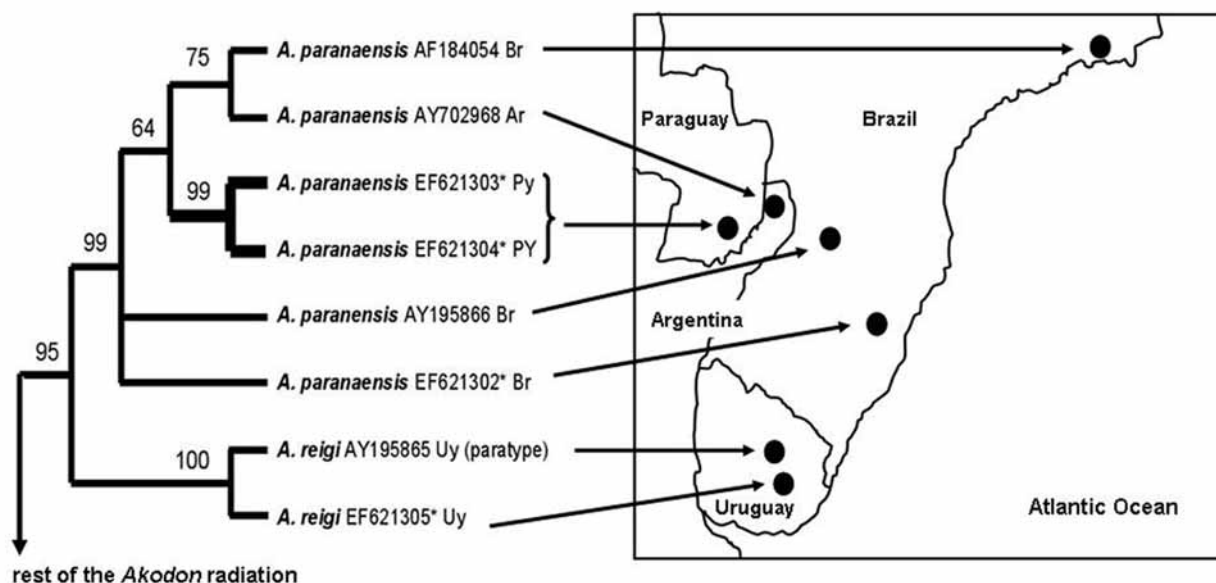 75
A. paranaensis AF184054 Br
A. paranaensis AY702968 Ar
64
99
A. paranaensis EF621303* Py
A. paranaensis EF621304* PY
99
A. paranensis AY195866 Br
A. paranaensis EF621302* Br
95
100
A. reigi AY195865 Uy (paratype)
A. reigi EF621305* Uy
rest of the Akodon radiation
Paraguay
Brazil
Argentina
Uruguay
Atlantic Ocean